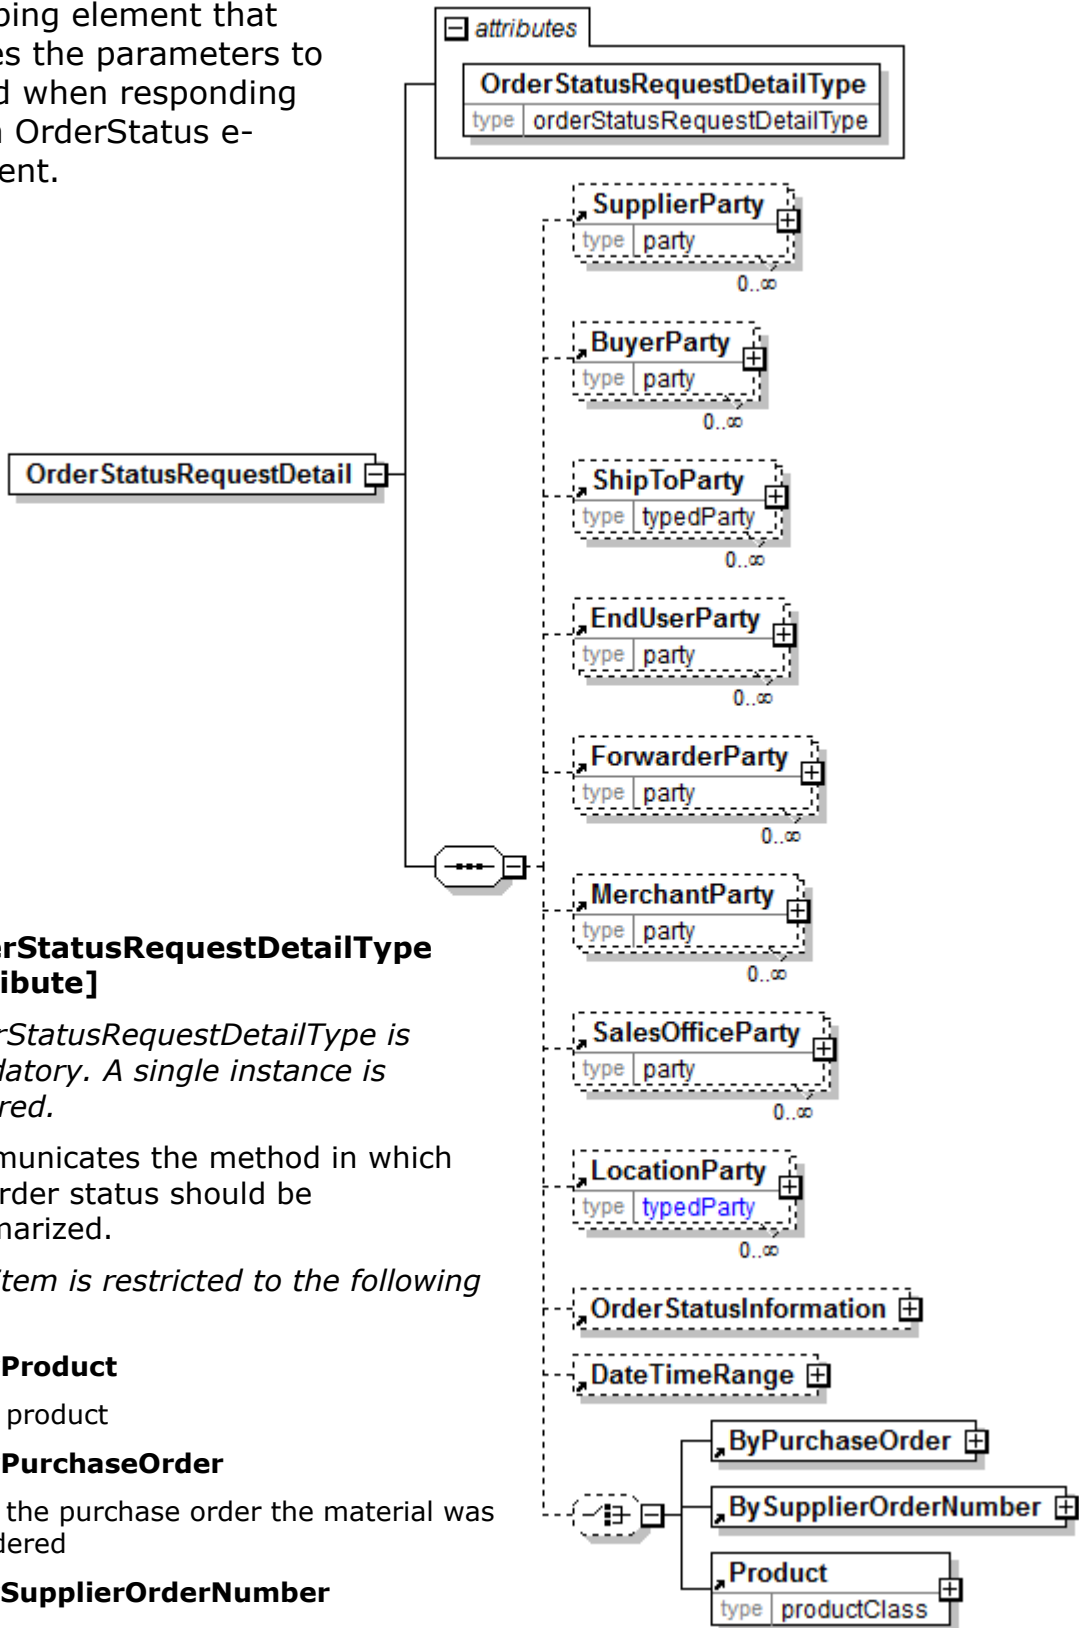 ping element that
es the parameters to
d when responding
n OrderStatus e-
ent.
attributes
OrderStatusRequestDetailType
type orderStatusRequestDetailType
SupplierParty
type party
0..∞
BuyerParty
type party
0..∞
ShipToParty
type typedParty
0..∞
EndUserParty
type party
0..∞
ForwarderParty
type party
0..∞
MerchantParty
type party
0..∞
SalesOfficeParty
type party
0..∞
LocationParty
type typedParty
0..∞
OrderStatusInformation
DateTimeRange
ByPurchaseOrder
BySupplierOrderNumber
Product
type productClass
OrderStatusRequestDetail
erStatusRequestDetailType
ibute]
rStatusRequestDetailType is
datory. A single instance is
red.
municates the method in which
rder status should be
marized.
item is restricted to the following
Product
product
PurchaseOrder
the purchase order the material was
dered
SupplierOrderNumber